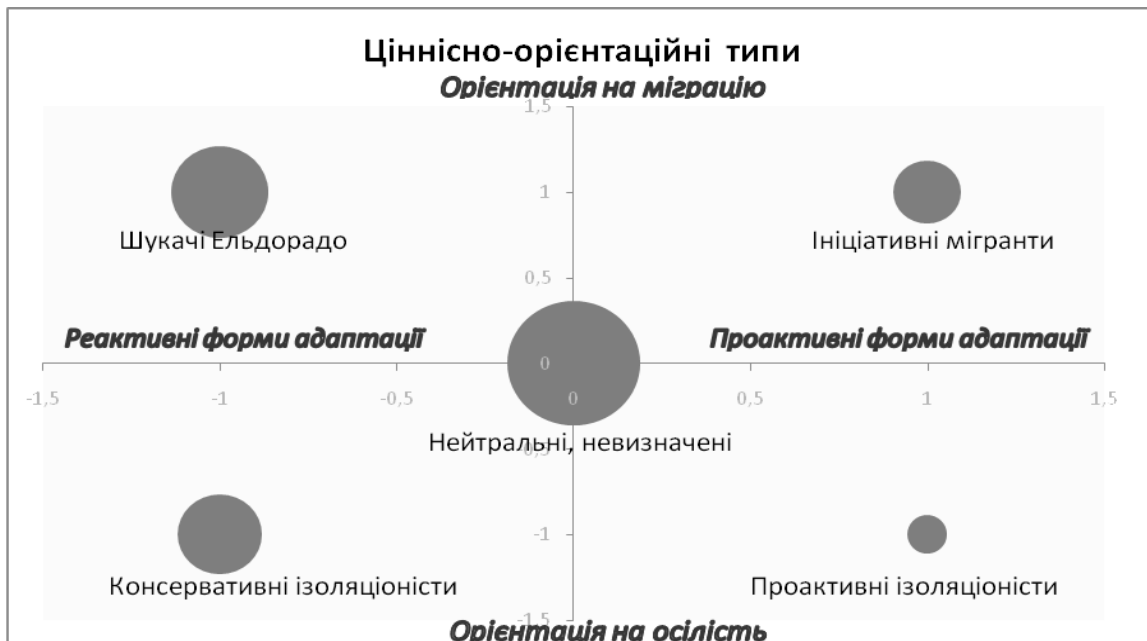 Ціннісно-орієнтаційні типи
Орієнтація на міграцію
1,5
1
Шукачі Ельдорадо
Ініціативні мігранти
0,5
Реактивні форми адаптації
Проактивні форми адаптації
0
-1,5 -1 -0,5 0 0,5 1 1,5
Нейтральні, невизначені
-0,5
-1
Консервативні ізоляціоністи
Проактивні ізоляціоністи
-1,5
Орієнтація на осілість